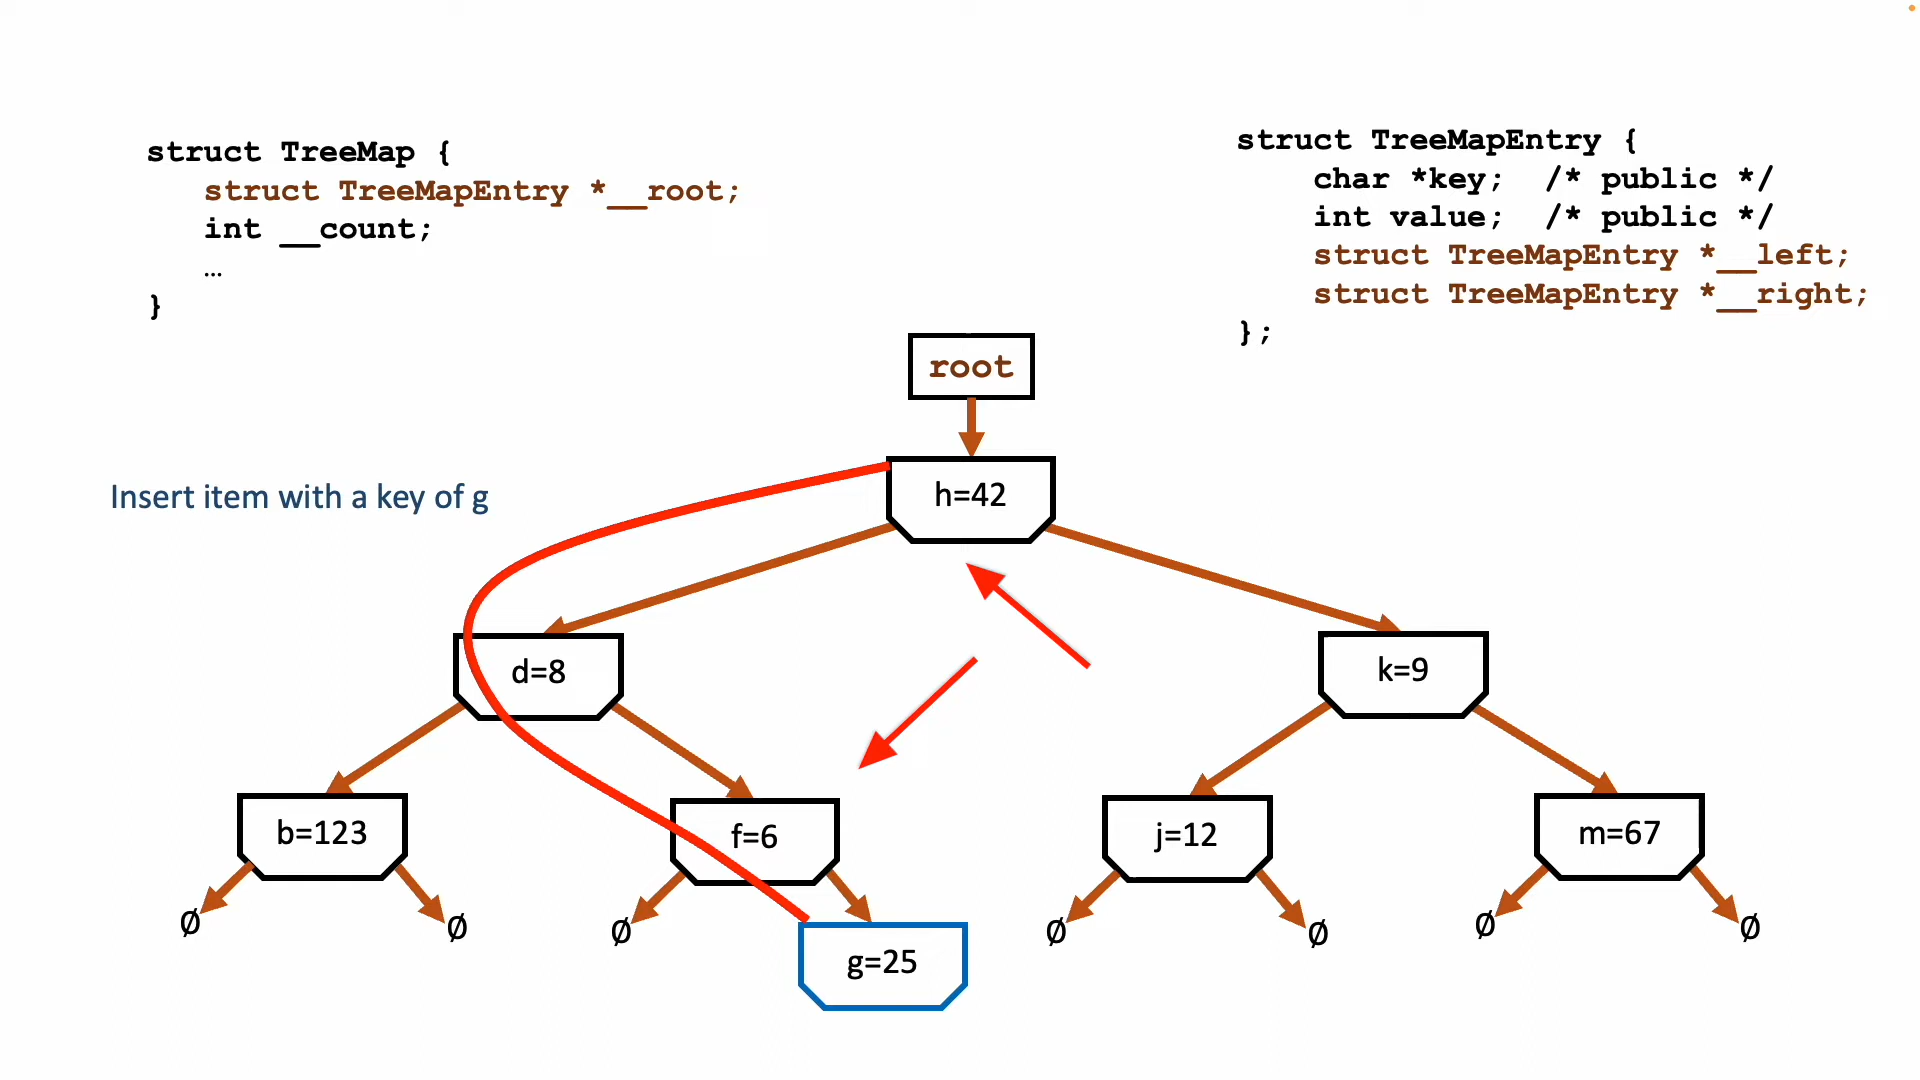 struct TreeMap {
struct TreeMapEntry *__root;
int __count;
…
}
struct TreeMapEntry {
char *key;  /* public */
int value;  /* public */
struct TreeMapEntry *__left;
struct TreeMapEntry *__right;
};
root
Insert item with a key of g
h=42
d=8
k=9
b=123
f=6
j=12
m=67
Ø
Ø
Ø
Ø
Ø
Ø
Ø
g=25